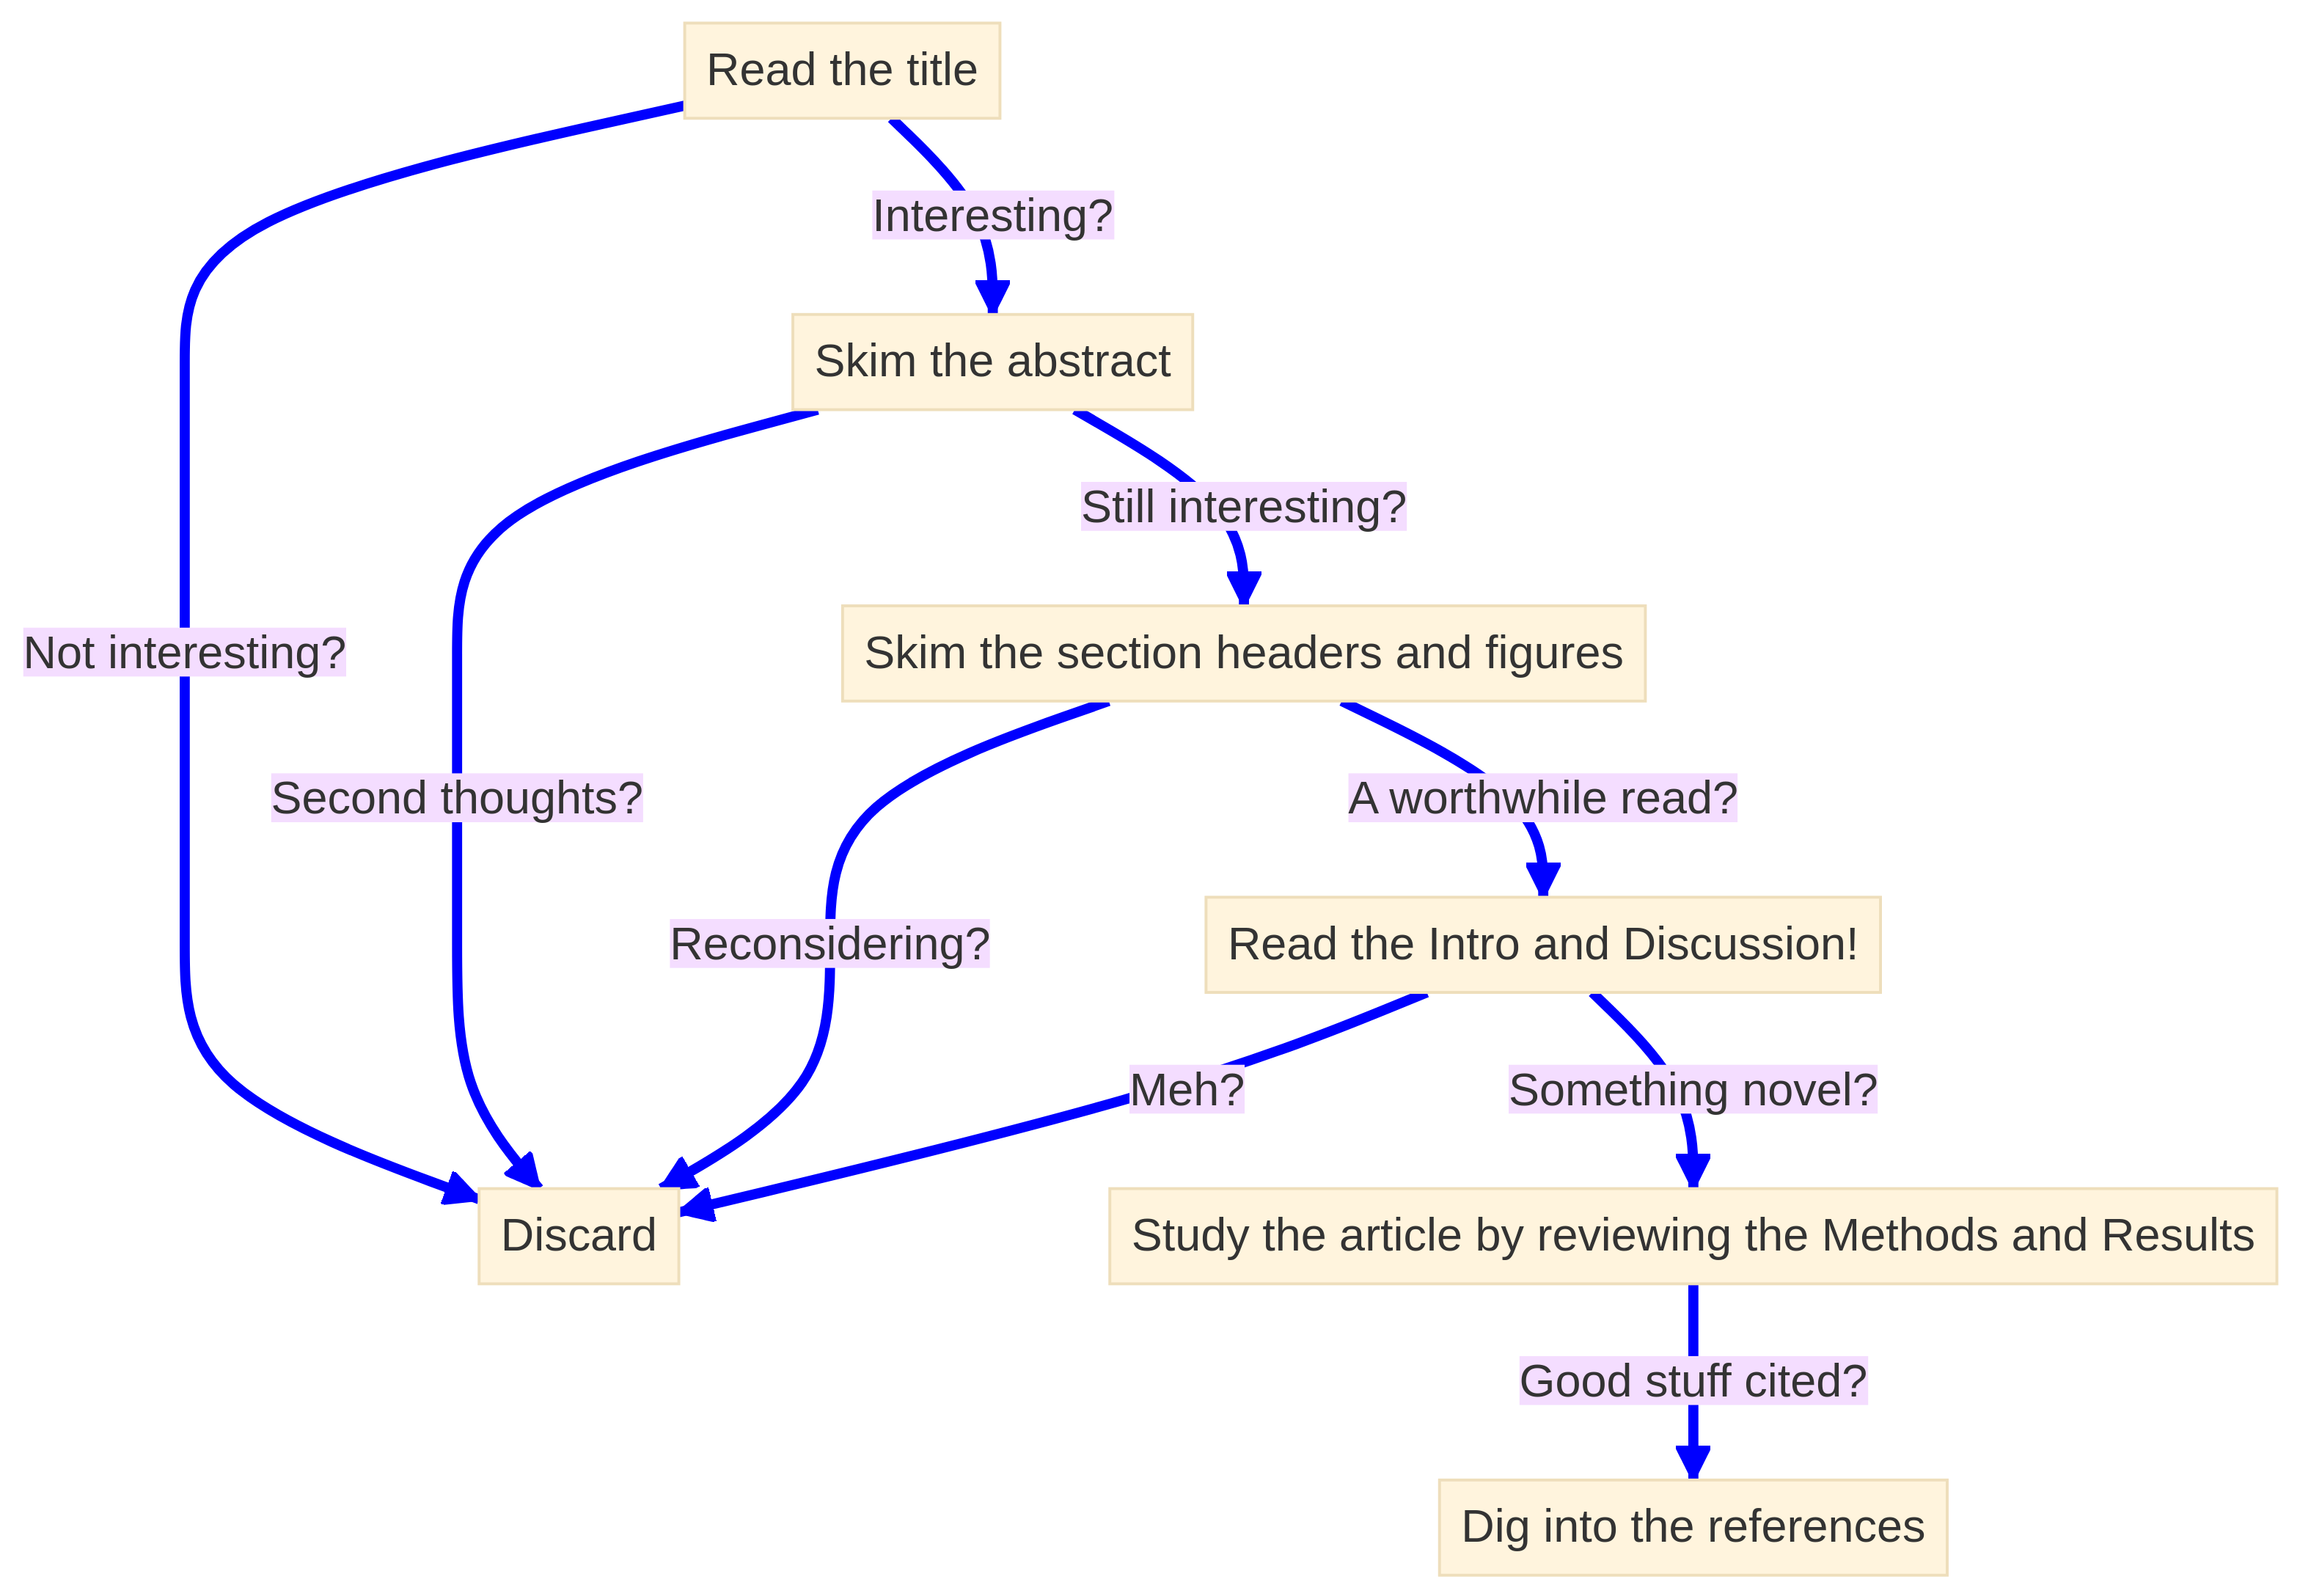 Read the title
Interesting?
Skim the abstract
Still interesting?
Not interesting?
Skim the section headers and figures
Second thoughts?
A worthwhile read?
Reconsidering?
Read the Intro and Discussion!
Meh?
Something novel?
Discard
Study the article by reviewing the Methods and Results
Good stuff cited?
Dig into the references